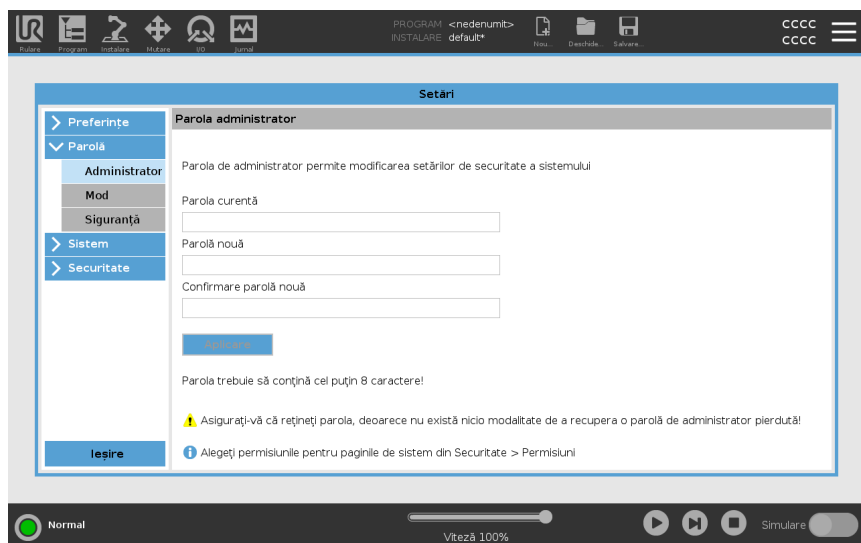 PROGRAM <nedenumit>
INSTALARE default*
CCCC
CCCC
Rulare Program Instalare Mutare I/O Jurnal Nou... Deschide... Salvare...
Setări
Preferințe
Parolă
Administrator
Mod
Siguranță
Sistem
Securitate
Ieșire
Parola administrator
Parola de administrator permite modificarea setărilor de securitate a sistemului
Parola curentă
Parolă nouă
Confirmare parolă nouă
Aplicare
Parola trebuie să conțină cel puțin 8 caractere!
Asigurați-vă că rețineți parola, deoarece nu există nicio modalitate de a recupera o parolă de administrator pierdută!
Alegeți permisiunile pentru paginile de sistem din Securitate > Permisiuni
Normal
Viteză 100%
Simulare